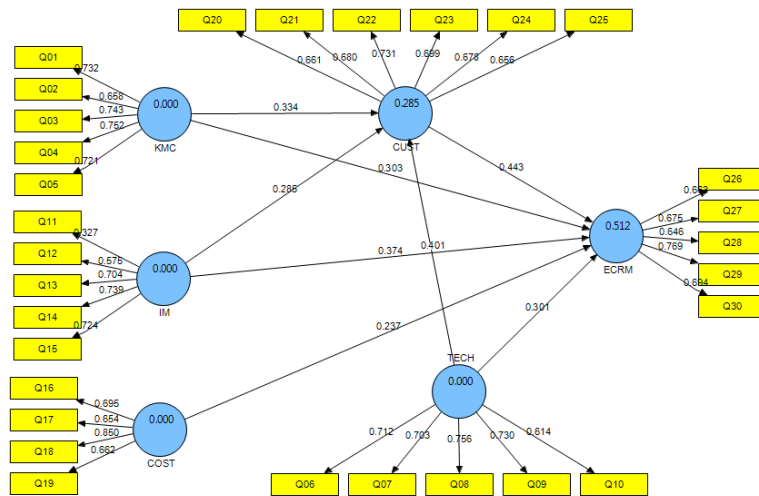 Q20
Q21
Q22
Q23
Q24
Q25
0.661
0.680
0.731
0.699
0.673
0.656
Q01
Q02
Q03
Q04
Q05
0.732
0.658
0.743
0.752
0.721
0.000
KMC
0.334
0.285
CUST
0.303
0.443
0.285
Q26
Q27
Q28
Q29
Q30
0.675
0.646
0.769
0.512
ECRM
Q11
Q12
Q13
Q14
Q15
0.327
0.575
0.704
0.739
0.724
0.000
IM
0.374
0.401
0.237
0.301
Q16
Q17
Q18
Q19
0.695
0.654
0.850
0.662
0.000
COST
TECH
0.000
0.712
0.703
0.756
0.730
0.614
Q06
Q07
Q08
Q09
Q10